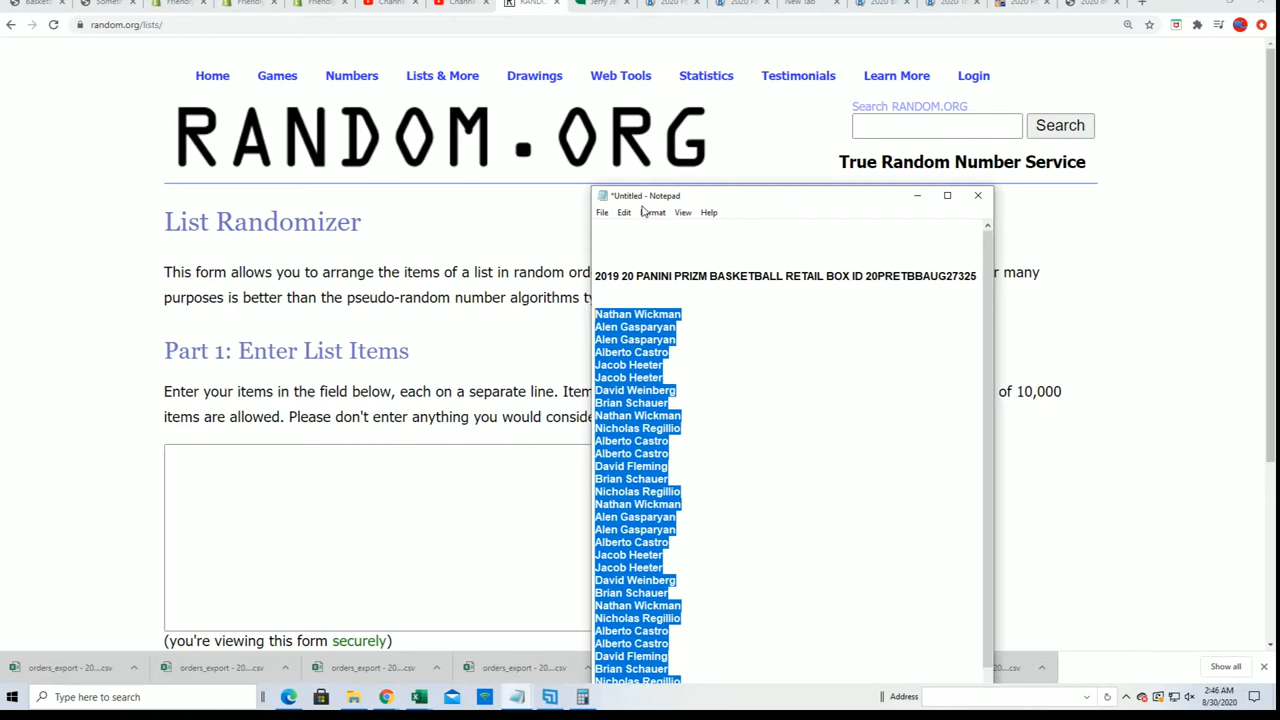 random.org/lists/
Home Games Numbers Lists & More Drawings Web Tools Statistics Testimonials Learn More Login
RANDOM.ORG
Search RANDOM.ORG
Search
True Random Number Service
List Randomizer
This form allows you to arrange the items of a list in random
many
purposes is better than the pseudo-random number algorithms
Part 1: Enter List Items
Enter your items in the field below, each on a separate line.
of 10,000
items are allowed. Please don't enter anything you would
(you're viewing this form securely)
*Untitled - Notepad
File Edit Format View Help
2019 20 PANINI PRIZM BASKETBALL RETAIL BOX ID 20PRETBBAUG27325
Nathan Wickman
Alen Gasparyan
Alen Gasparyan
Alberto Castro
Jacob Heeter
Jacob Heeter
David Weinberg
Brian Schauer
Nathan Wickman
Nicholas Regillio
Alberto Castro
Alberto Castro
David Fleming
Brian Schauer
Nicholas Regillio
Nathan Wickman
Alen Gasparyan
Alen Gasparyan
Alberto Castro
Jacob Heeter
Jacob Heeter
David Weinberg
Brian Schauer
Nathan Wickman
Nicholas Regillio
Alberto Castro
Alberto Castro
David Fleming
Brian Schauer
Nicholas Regillio
orders_export - 20....csv orders_export - 20....csv orders_export - 20....csv orders_export - 20....csv ....csv Show all
Type here to search
Address
2:46 AM
8/30/2020